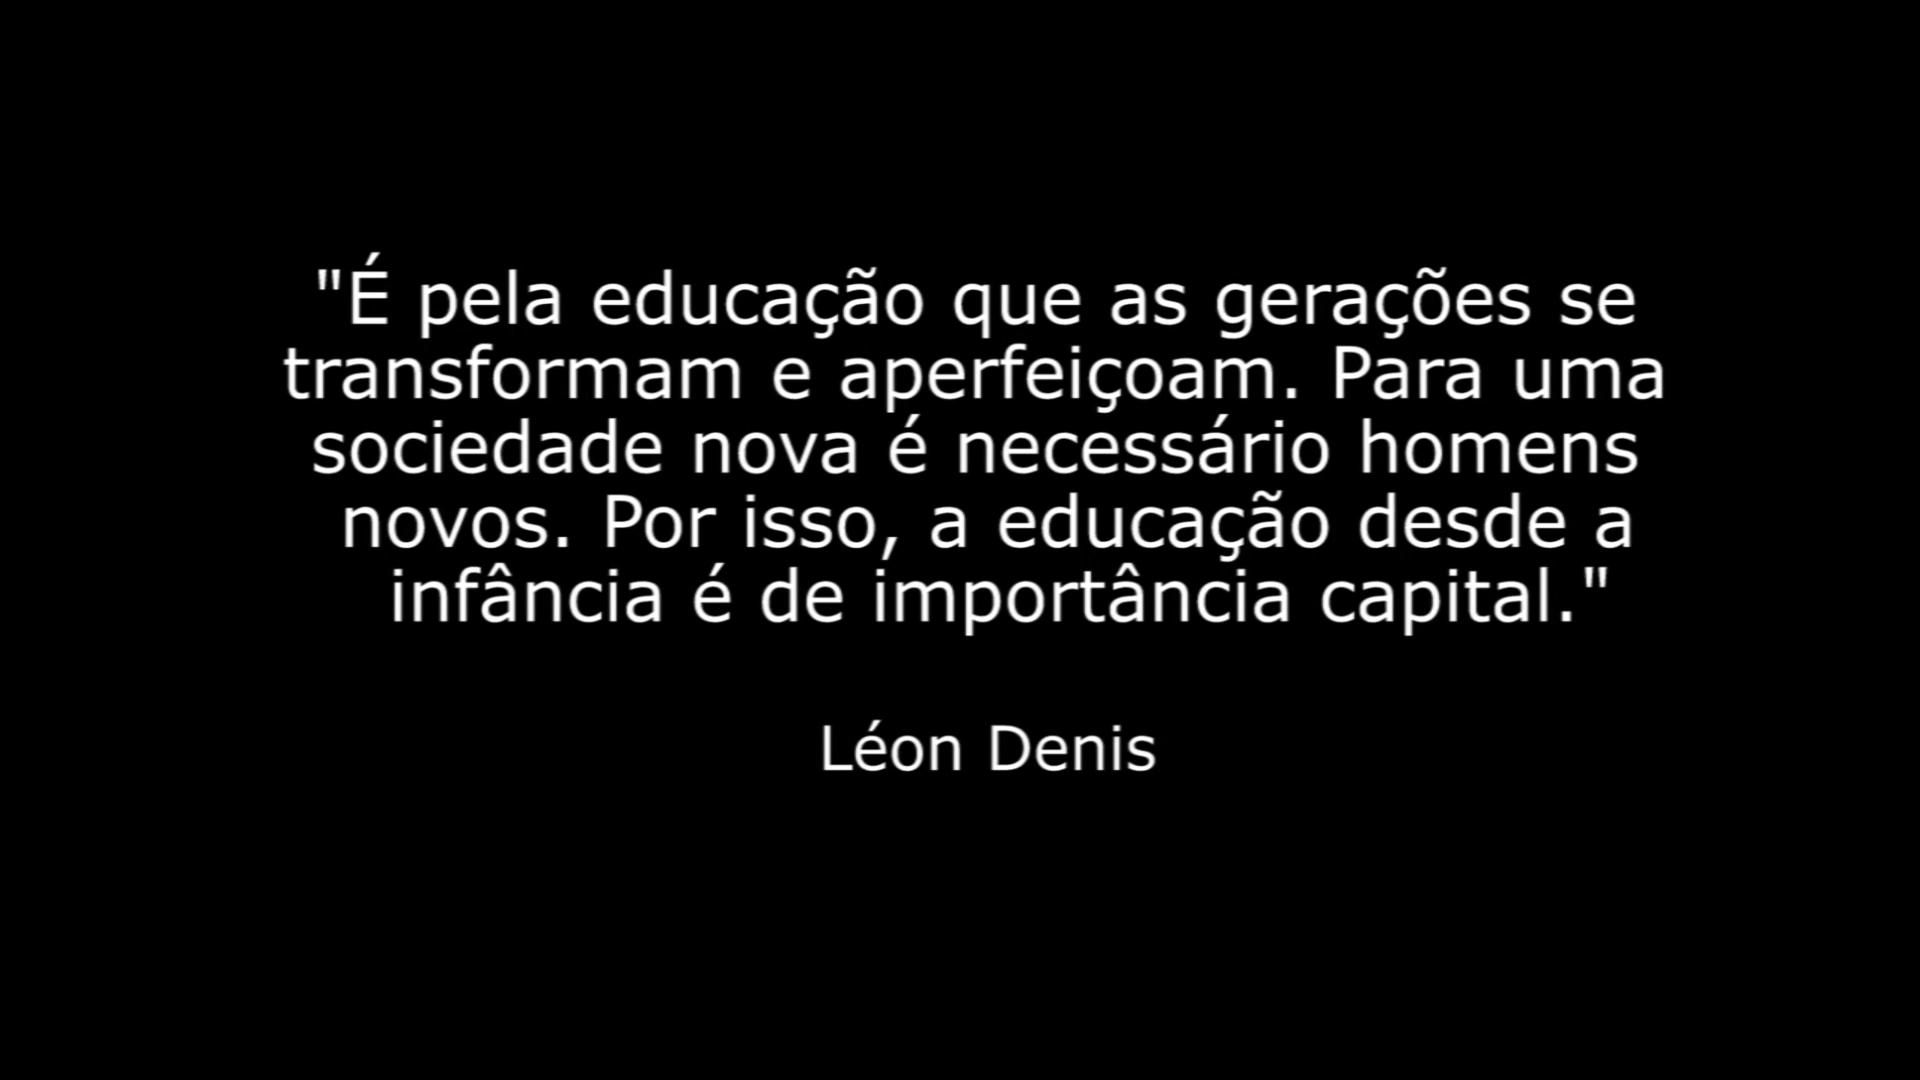 "É pela educação que as gerações se
transformam e aperfeiçoam. Para uma
sociedade nova é necessário homens
novos. Por isso, a educação desde a
infância é de importância capital."
Léon Denis